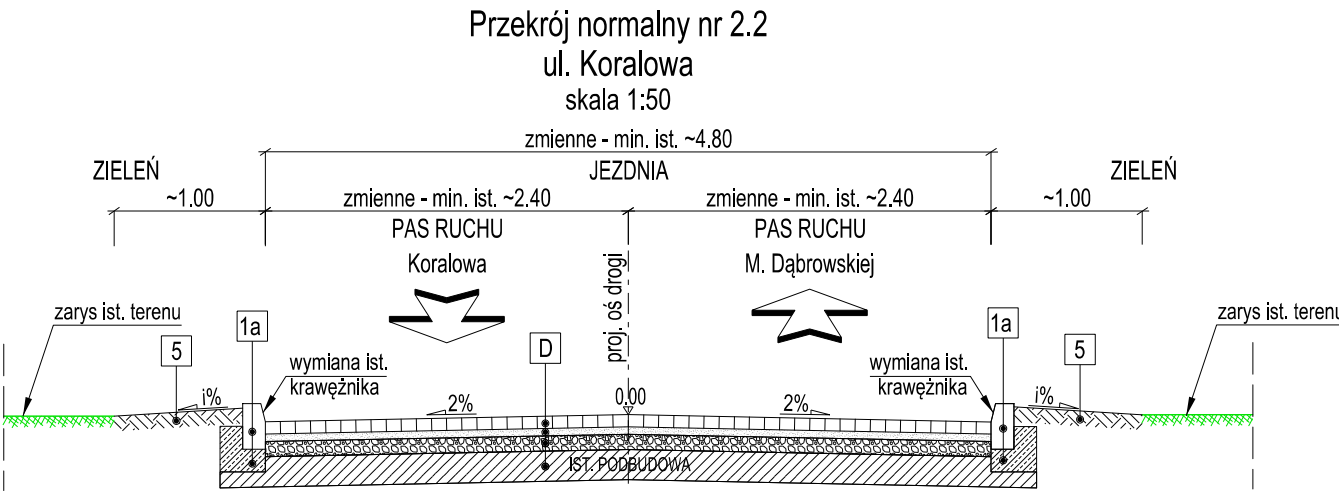 Przekrój normalny nr 2.2
ul. Koralowa
skala 1:50
zmienne - min. ist. ~4.80
ZIELEŃ
JEZDNIA
ZIELEŃ
~1.00
zmienne - min. ist. ~2.40
zmienne - min. ist. ~2.40
~1.00
PAS RUCHU
PAS RUCHU
Koralowa
M. Dąbrowskiej
proj. oś drogi
zarys ist. terenu
5
1a
D
1a
5
zarys ist. terenu
wymiana ist.
krawężnika
wymiana ist.
krawężnika
i%
2%
0.00
2%
i%
IST. PODBUDOWA